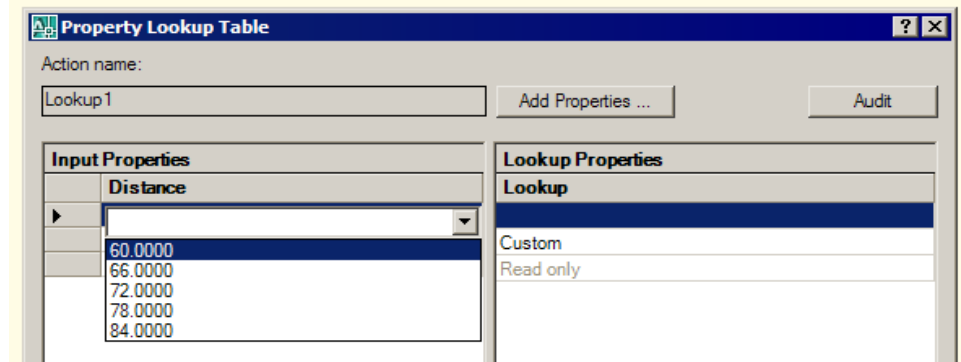 Property Lookup Table
Action name:
Lookup1
Add Properties ...
Audit
Input Properties
Lookup Properties
Distance
Lookup
60.0000
Custom
66.0000
Read only
72.0000
78.0000
84.0000